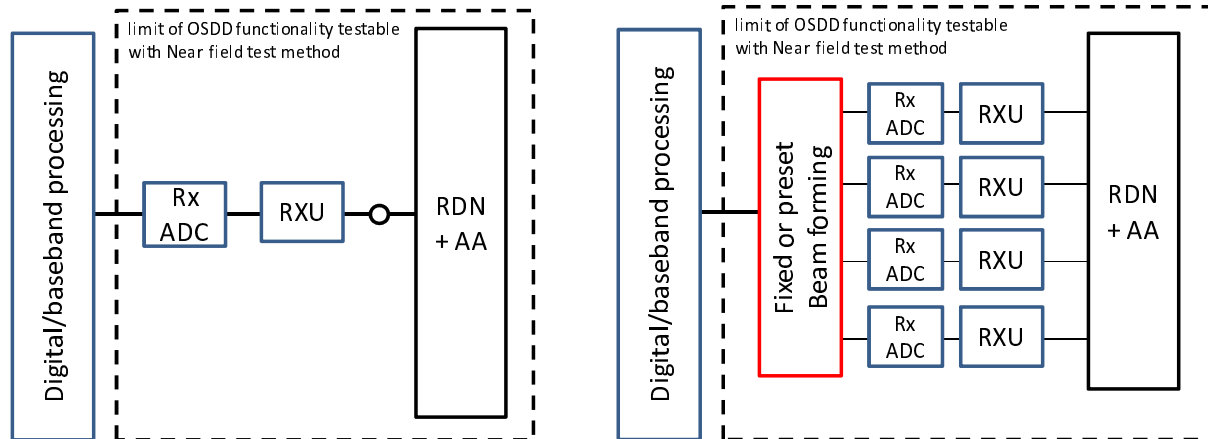 limit of OSDD functionality testable
with Near field test method
Digital/baseband processing
Rx
ADC
RXU
RDN
+ AA
limit of OSDD functionality testable
with Near field test method
Digital/baseband processing
Fixed or preset
Beam forming
Rx
ADC
RXU
Rx
ADC
RXU
Rx
ADC
RXU
Rx
ADC
RXU
RDN
+ AA